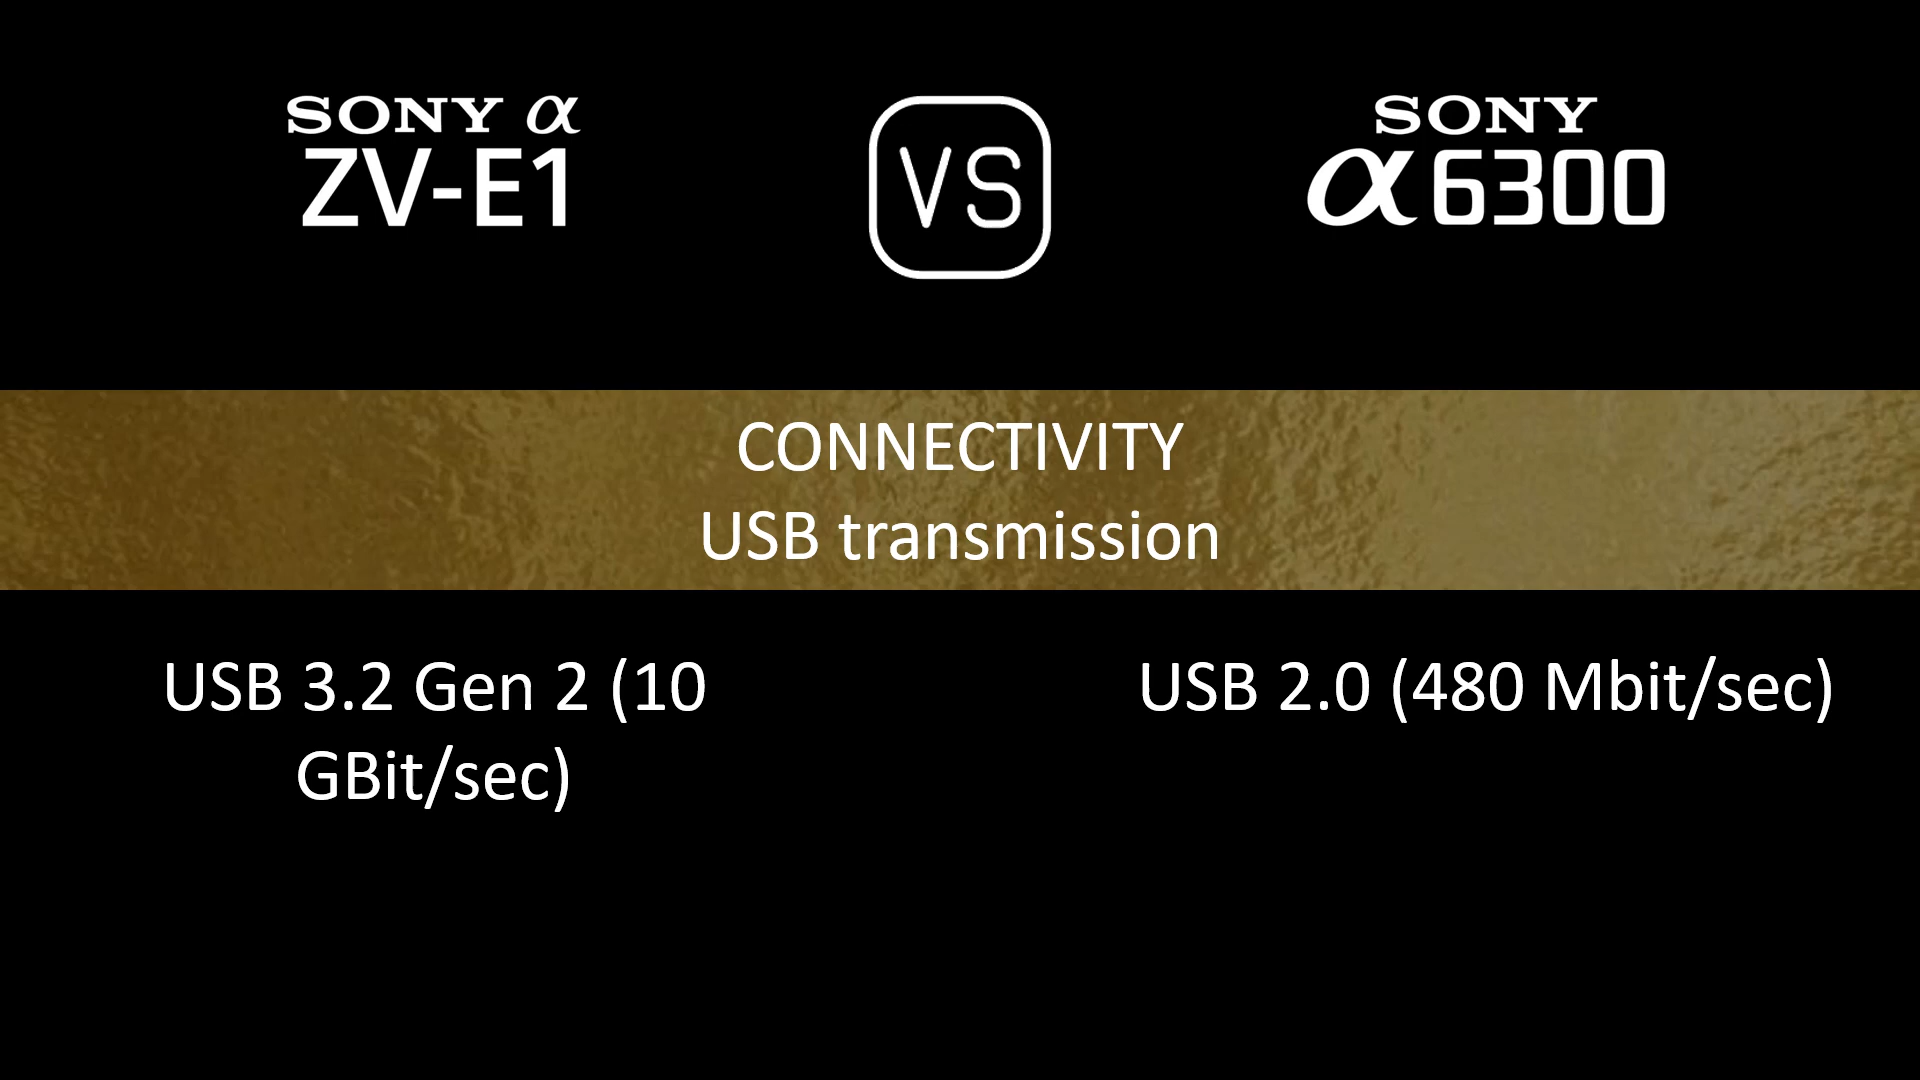 SONY α
ZV-E1
VS
SONY
α6300
CONNECTIVITY
USB transmission
USB 3.2 Gen 2 (10
GBit/sec)
USB 2.0 (480 Mbit/sec)